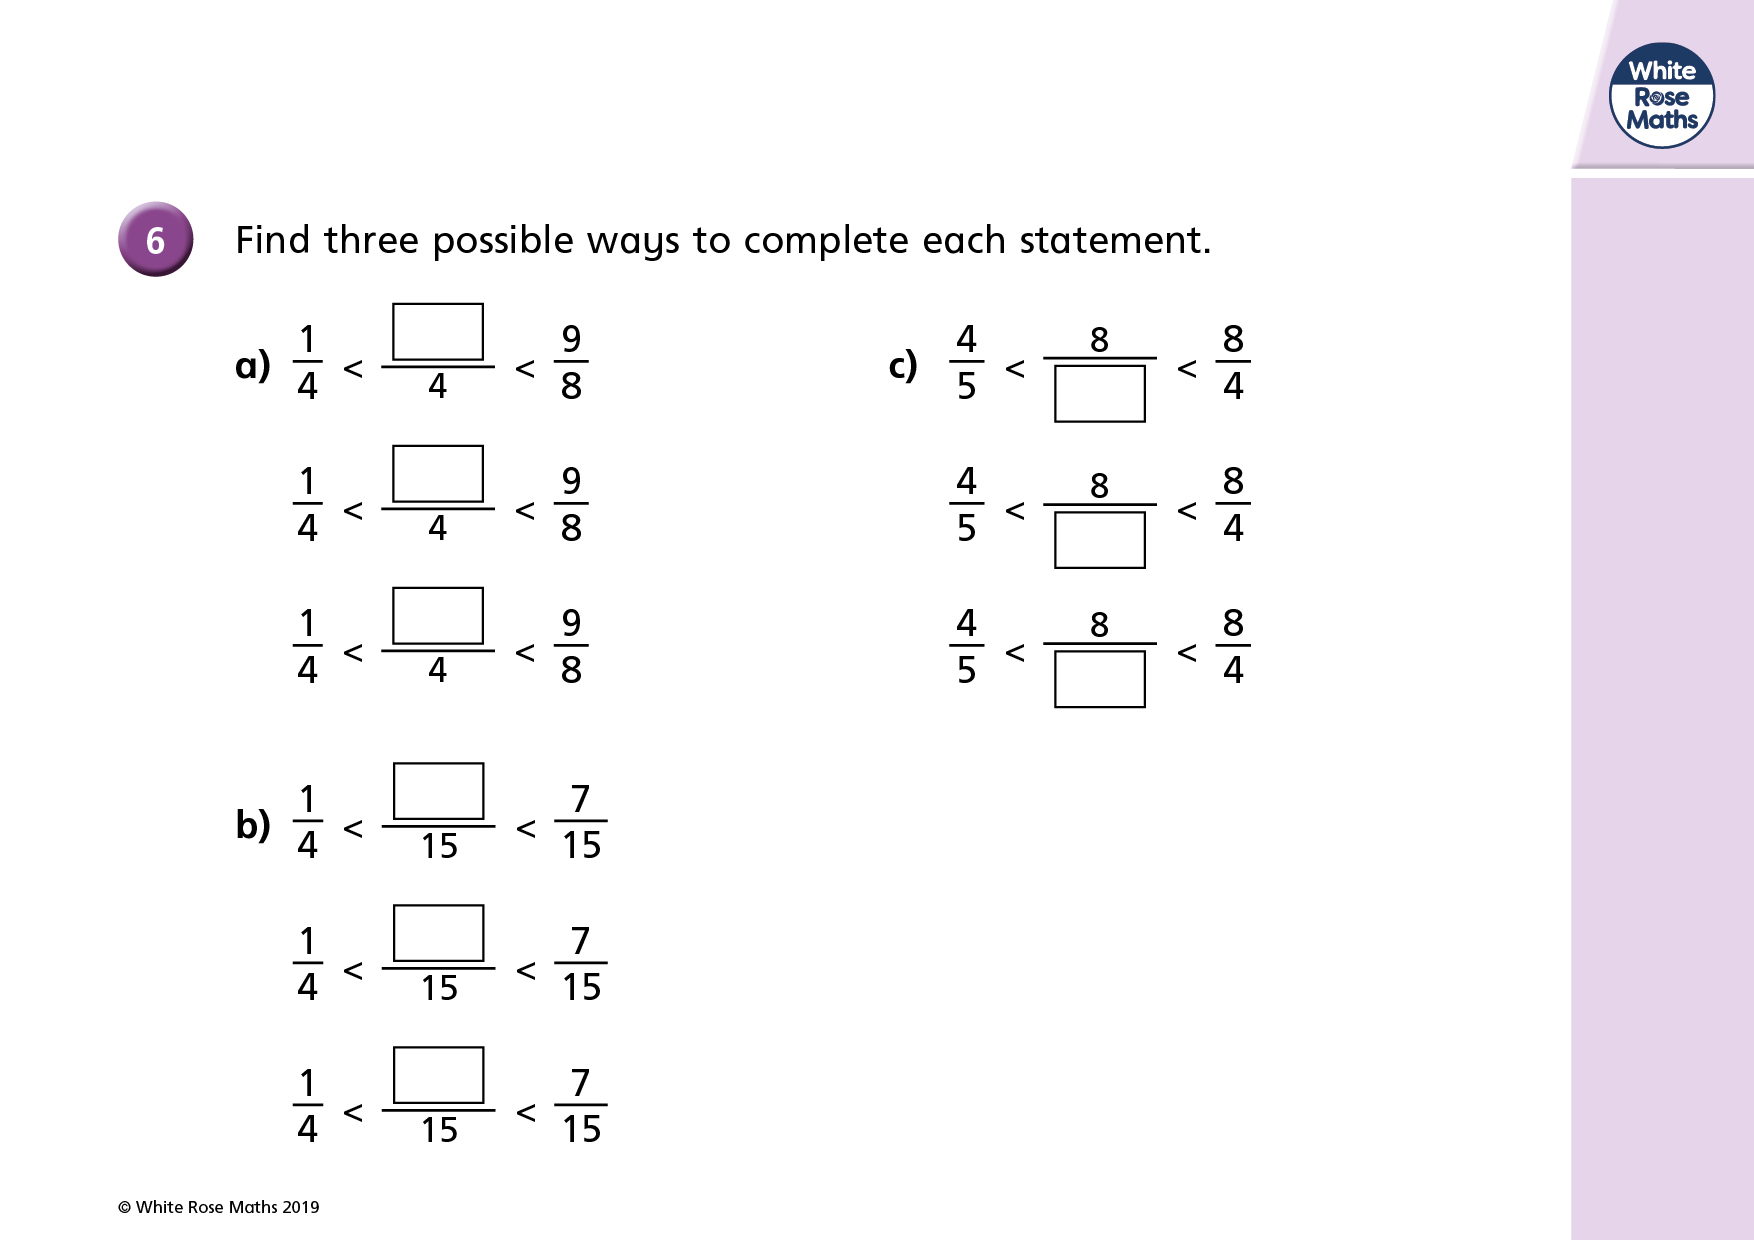 White
Rose
Maths
6 Find three possible ways to complete each statement.
a) 1/4 < □/4 < 9/8
1/4 < □/4 < 9/8
1/4 < □/4 < 9/8
b) 1/4 < □/15 < 7/15
1/4 < □/15 < 7/15
1/4 < □/15 < 7/15
c) 4/5 < 8/□ < 8/4
4/5 < 8/□ < 8/4
4/5 < 8/□ < 8/4
© White Rose Maths 2019